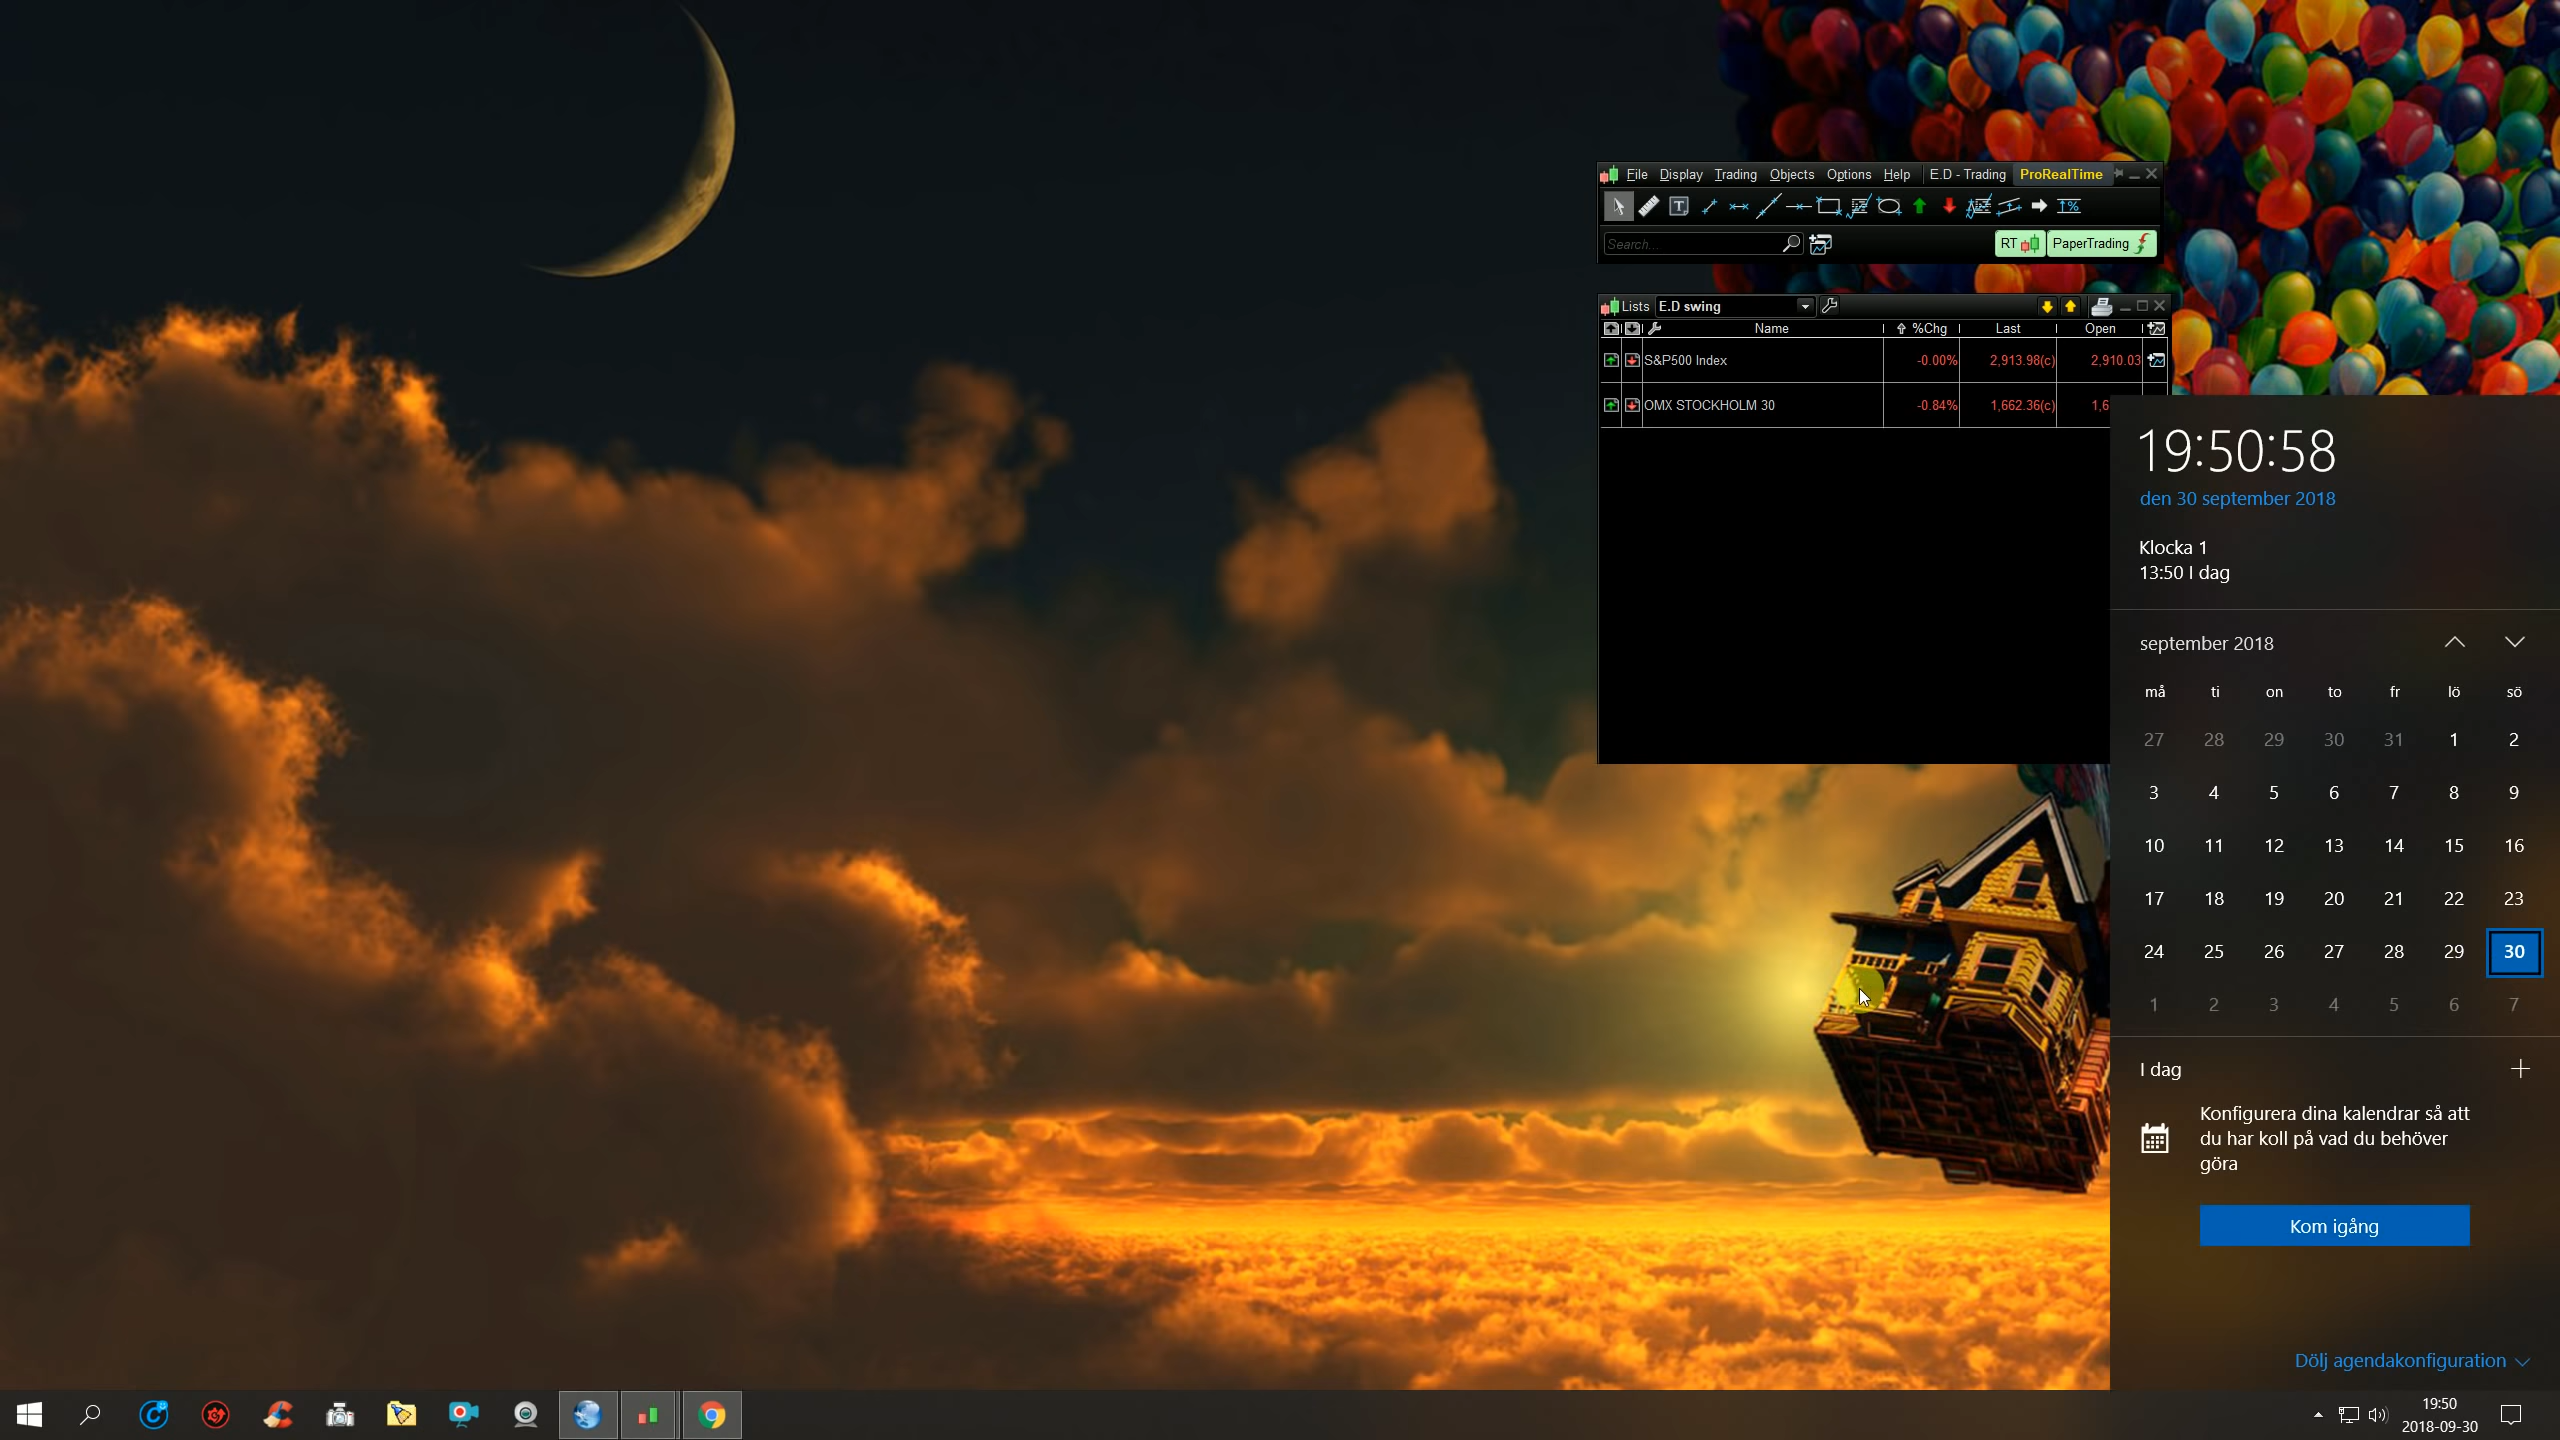 File Display Trading Objects Options Help E.D - Trading ProRealTime
T
%
Search...
RT PaperTrading
Lists E.D swing
Name %Chg Last Open
S&P500 Index -0.00% 2,913.98(c) 2,910.03
OMX STOCKHOLM 30 -0.84% 1,662.36(c) 1,6
19:50:58
den 30 september 2018
Klocka 1
13:50 I dag
september 2018
må ti on to fr lö sö
27 28 29 30 31 1 2
3 4 5 6 7 8 9
10 11 12 13 14 15 16
17 18 19 20 21 22 23
24 25 26 27 28 29 30
1 2 3 4 5 6 7
I dag
Konfigurera dina kalendrar så att
du har koll på vad du behöver
göra
Kom igång
Dölj agendakonfiguration
19:50
2018-09-30